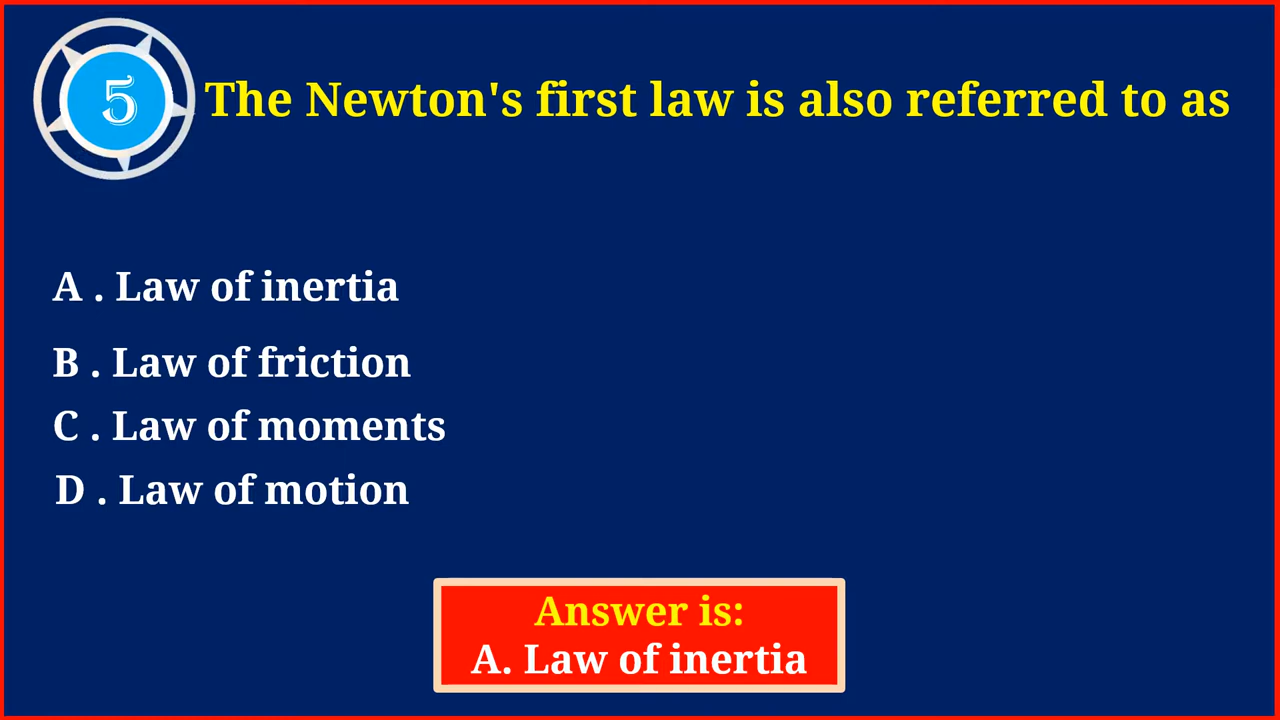 5
The Newton's first law is also referred to as
A . Law of inertia
B . Law of friction
C . Law of moments
D . Law of motion
Answer is:
A. Law of inertia